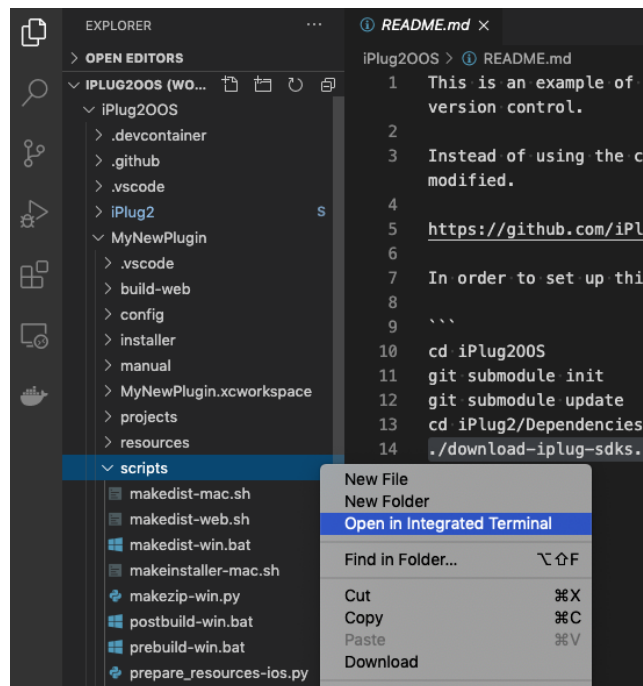 EXPLORER
OPEN EDITORS
IPLUG2OOS (WO...
iPlug2OOS
.devcontainer
.github
.vscode
iPlug2 S
MyNewPlugin
.vscode
build-web
config
installer
manual
MyNewPlugin.xcworkspace
projects
resources
scripts
makedist-mac.sh
makedist-web.sh
makedist-win.bat
makeinstaller-mac.sh
makezip-win.py
postbuild-win.bat
prebuild-win.bat
prepare_resources-ios.py
README.md
iPlug2OOS > README.md
1 This is an example of
version control.
2
3 Instead of using the c
modified.
4
5 https://github.com/iPl
6
7 In order to set up thi
8
9 ```
10 cd iPlug2OOS
11 git submodule init
12 git submodule update
13 cd iPlug2/Dependencies
14 ./download-iplug-sdks.
New File
New Folder
Open in Integrated Terminal
Find in Folder... ⌥⇧F
Cut ⌘X
Copy ⌘C
Paste ⌘V
Download